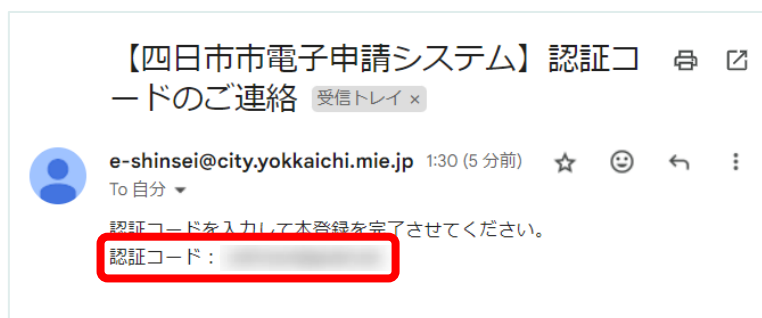 【四日市市電子申請システム】認証コ
ードのご連絡 受信トレイ ×
e-shinsei@city.yokkaichi.mie.jp 1:30 (5 分前)
To 自分
認証コードを入力して本登録を完了させてください。
認証コード：